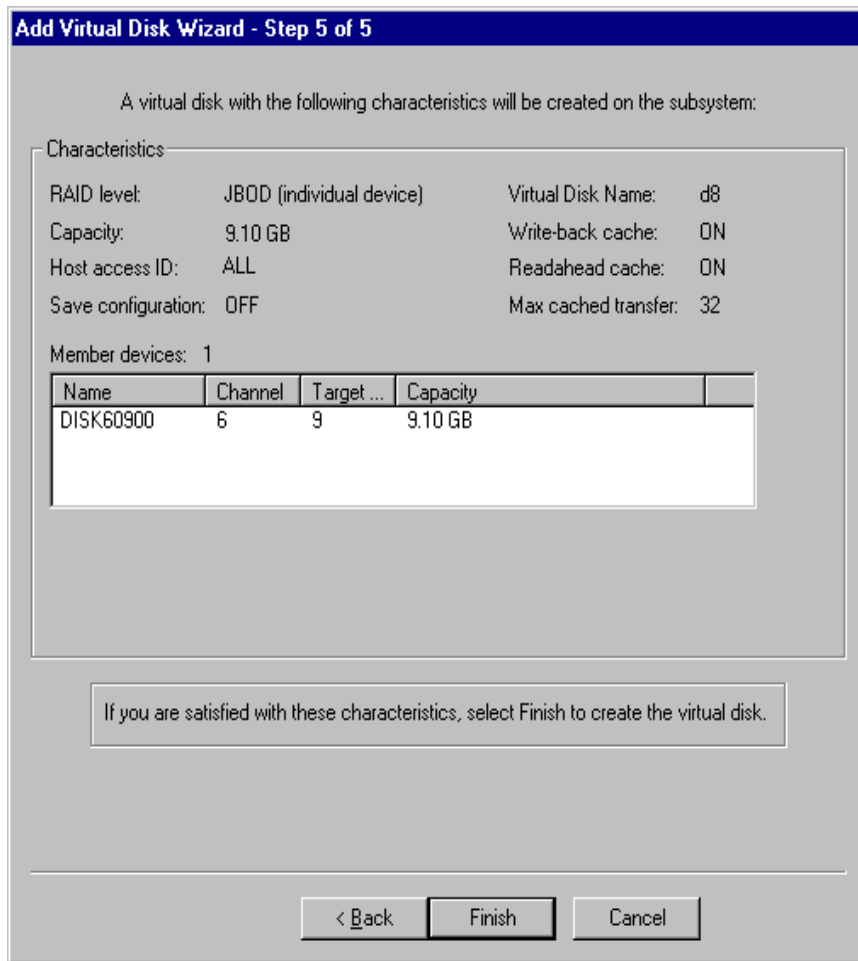 Add Virtual Disk Wizard - Step 5 of 5
A virtual disk with the following characteristics will be created on the subsystem:
Characteristics
RAID level: JBOD (individual device) Virtual Disk Name: d8
Capacity: 9.10 GB Write-back cache: ON
Host access ID: ALL Readahead cache: ON
Save configuration: OFF Max cached transfer: 32
Member devices: 1
Name Channel Target ... Capacity
DISK60900 6 9 9.10 GB
If you are satisfied with these characteristics, select Finish to create the virtual disk.
< Back Finish Cancel